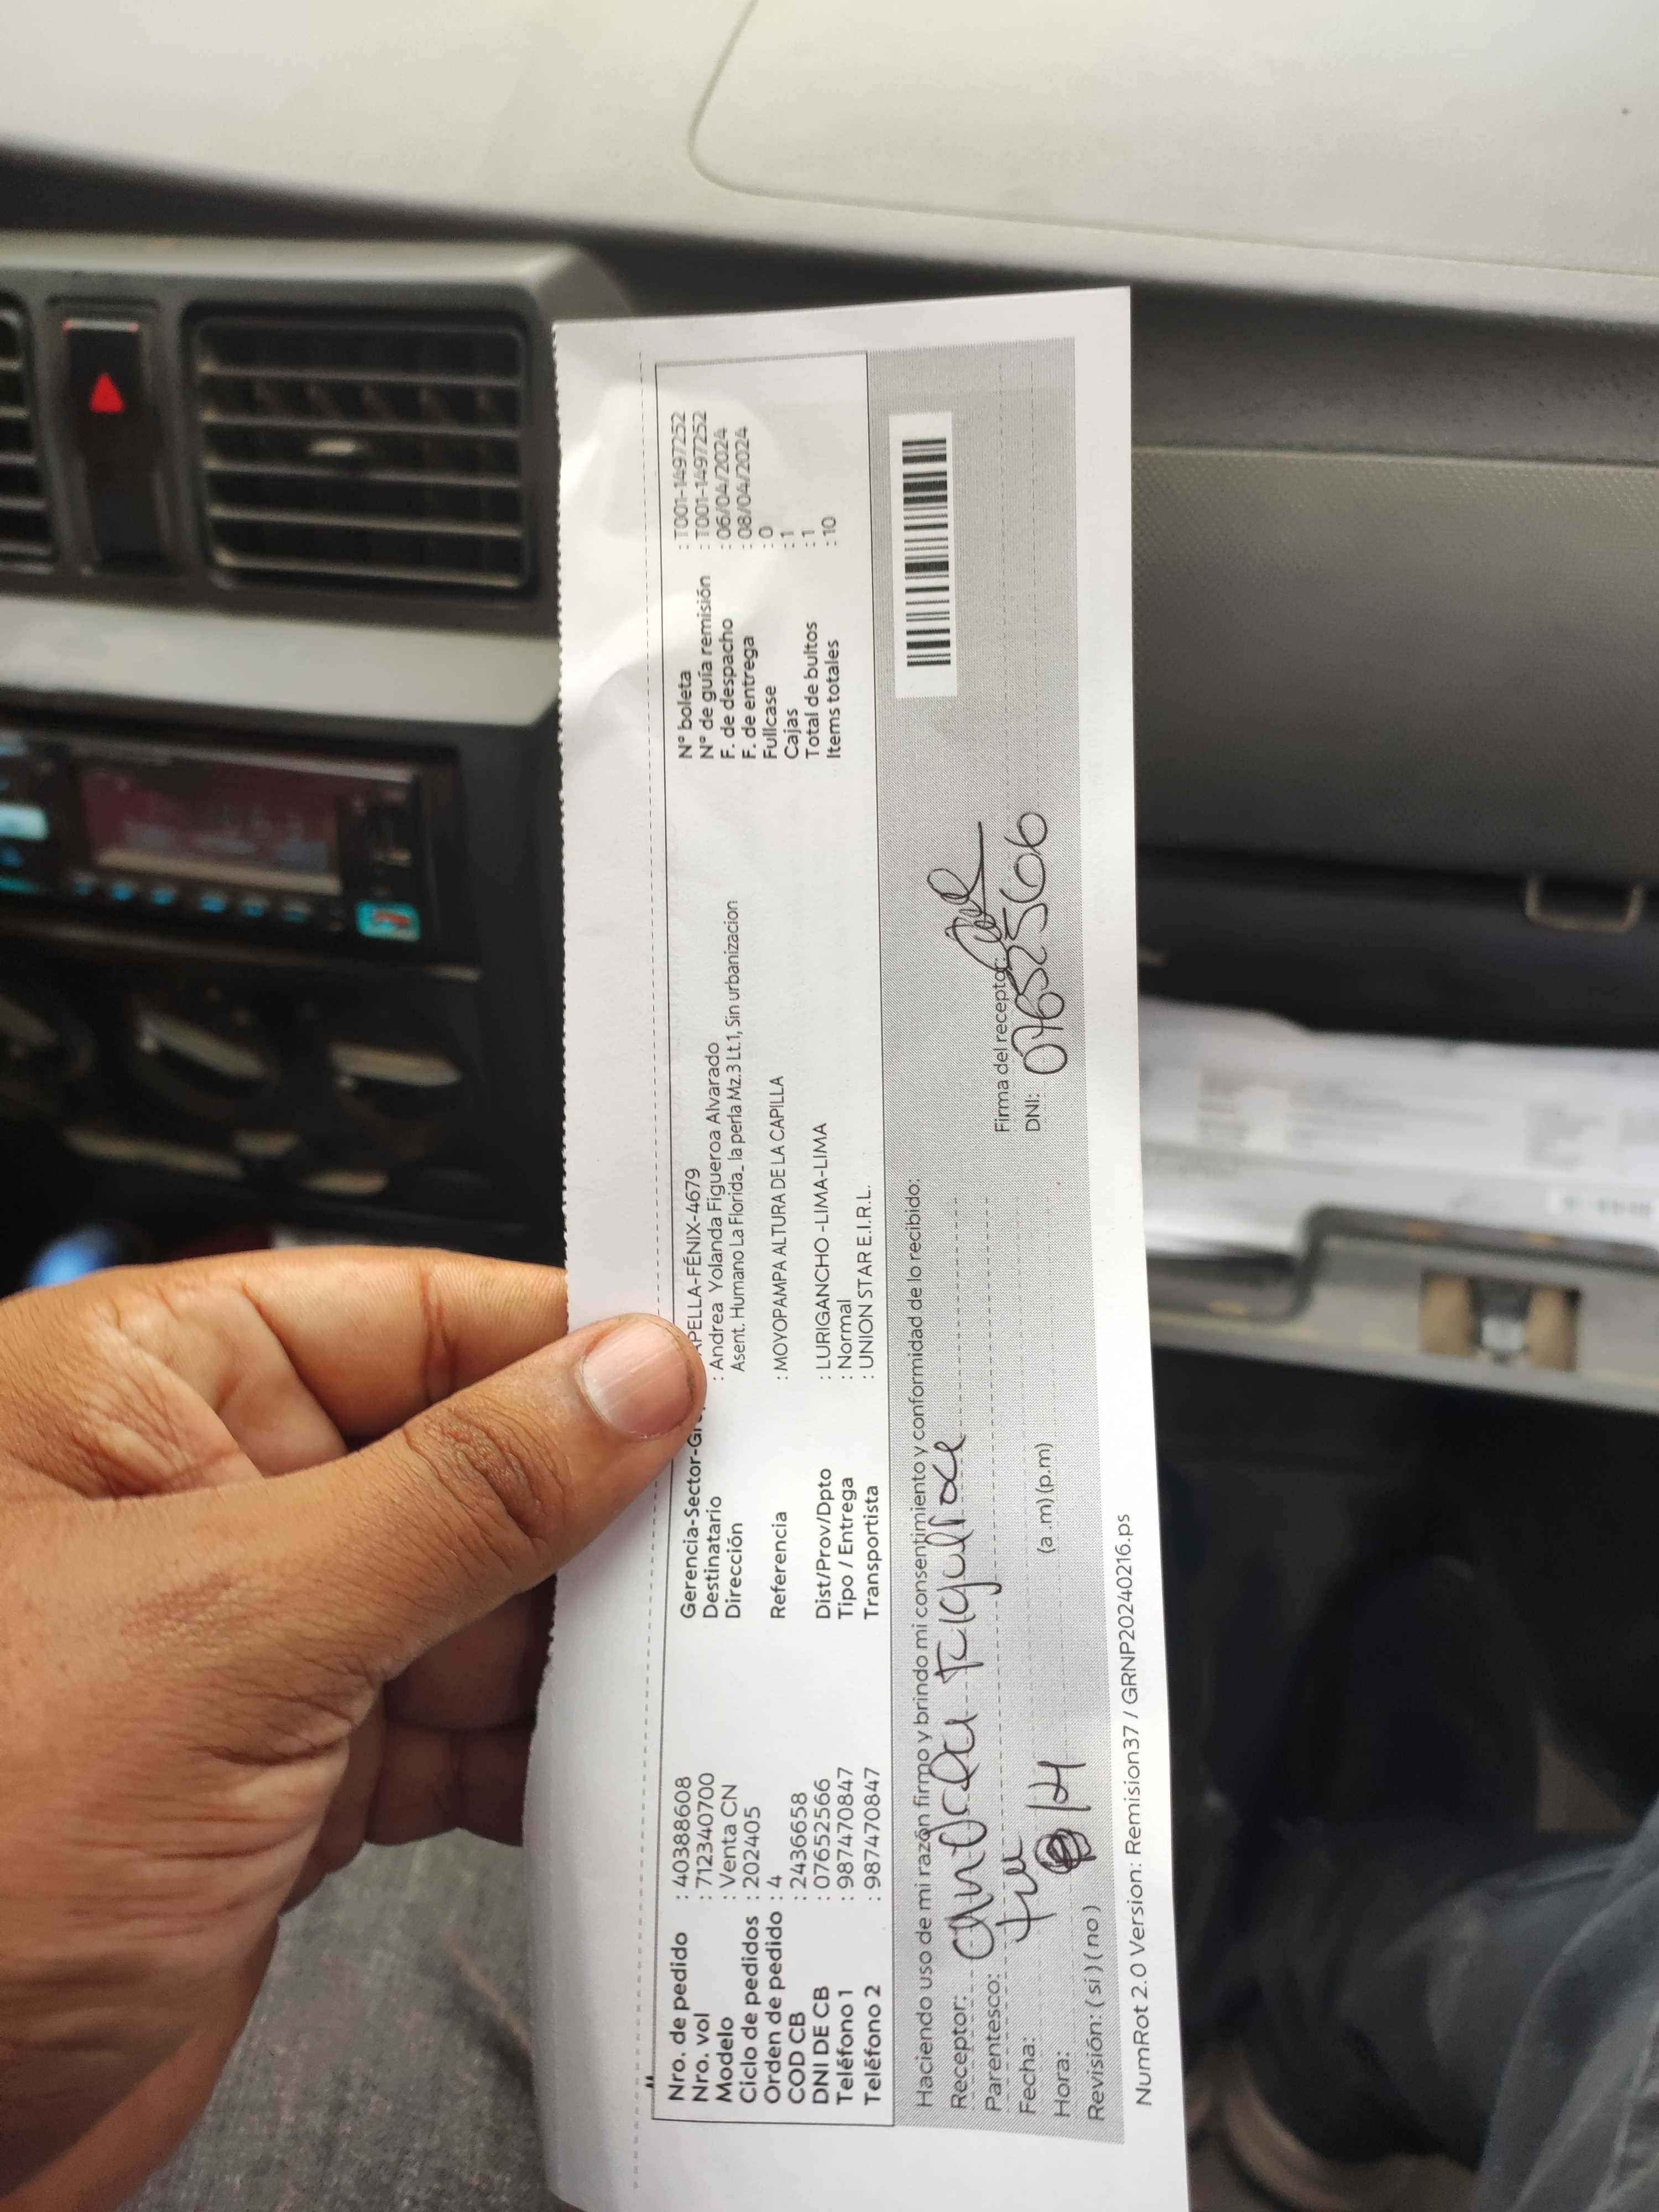 Nro. de pedido : 40388608
Nro. vol : 712340700
Modelo : Venta CN
Ciclo de pedidos : 202405
Orden de pedido : 4
COD CB : 2436658
DNI DE CB : 07652566
Teléfono 1 : 987470847
Teléfono 2 : 987470847
Gerencia-Sector- PELLA-FÉNIX-4679
Destinatario : Andrea Yolanda Figueroa Alvarado
Dirección Asent. Humano La Florida_la perla Mz.3 Lt.1, Sin urbanizacion
Referencia : MOYOPAMPA ALTURA DE LA CAPILLA
Dist/Prov/Dpto : LURIGANCHO -LIMA-LIMA
Tipo / Entrega : Normal
Transportista : UNION STAR E.I.R.L.
N° boleta : T001-1497252
N° de guía remisión : T001-1497252
F. de despacho : 06/04/2024
F. de entrega : 08/04/2024
Fullcase : 0
Cajas : 1
Total de bultos : 1
Items totales : 10
Haciendo uso de mi razón firmo y brindo mi consentimiento y conformidad de lo recibido:
Receptor: Andrea Figueroa
Parentesco:
Fecha:
Hora: (a.m) (p.m)
Revisión: ( si ) ( no )
Firma del receptor:
DNI: 07652566
NumRot 2.0 Version: Remision37 / GRNP20240216.ps